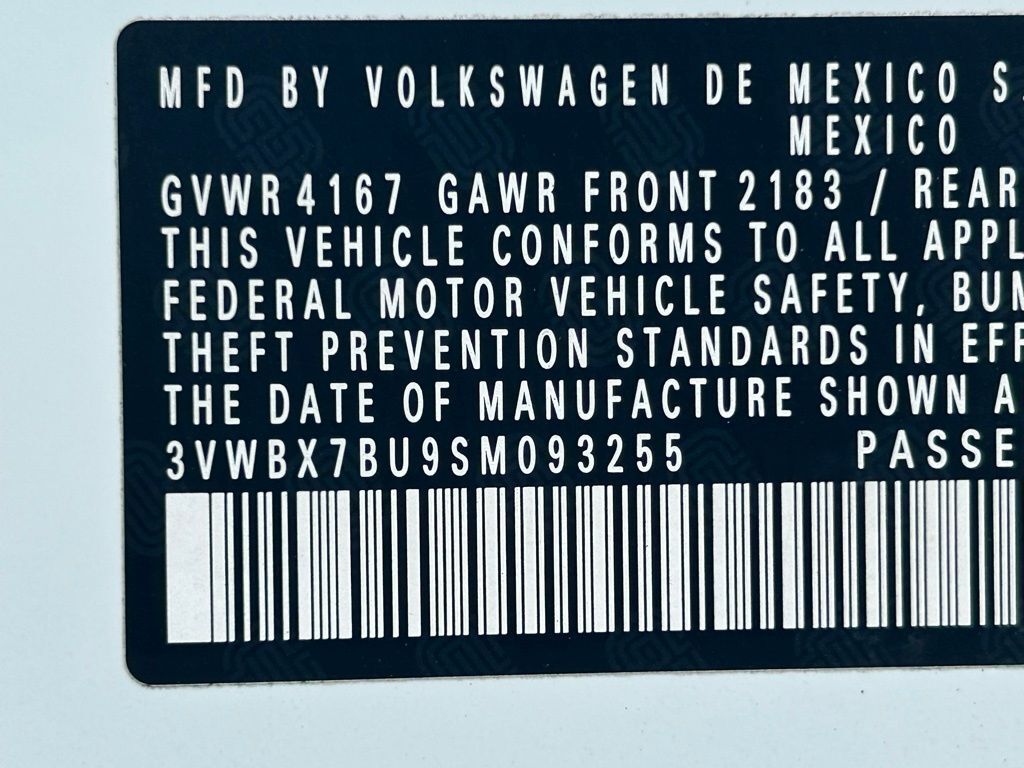 MFD BY VOLKSWAGEN DE MEXICO S.
MEXICO
GVWR 4167 GAWR FRONT 2183 / REAR
THIS VEHICLE CONFORMS TO ALL APPL
FEDERAL MOTOR VEHICLE SAFETY, BUM
THEFT PREVENTION STANDARDS IN EFF
THE DATE OF MANUFACTURE SHOWN A
3VWBX7BU9SM093255 PASSE